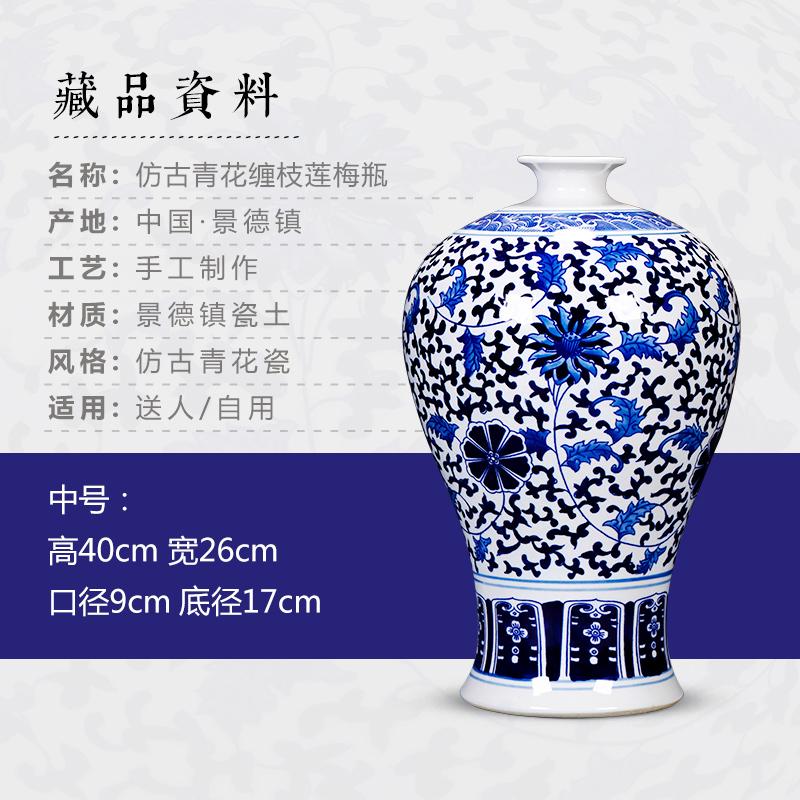 藏品資料
名称：仿古青花缠枝莲梅瓶
产地：中国·景德镇
工艺：手工制作
材质：景德镇瓷土
风格：仿古青花瓷
适用：送人/自用
中号：
高40cm 宽26cm
口径9cm 底径17cm